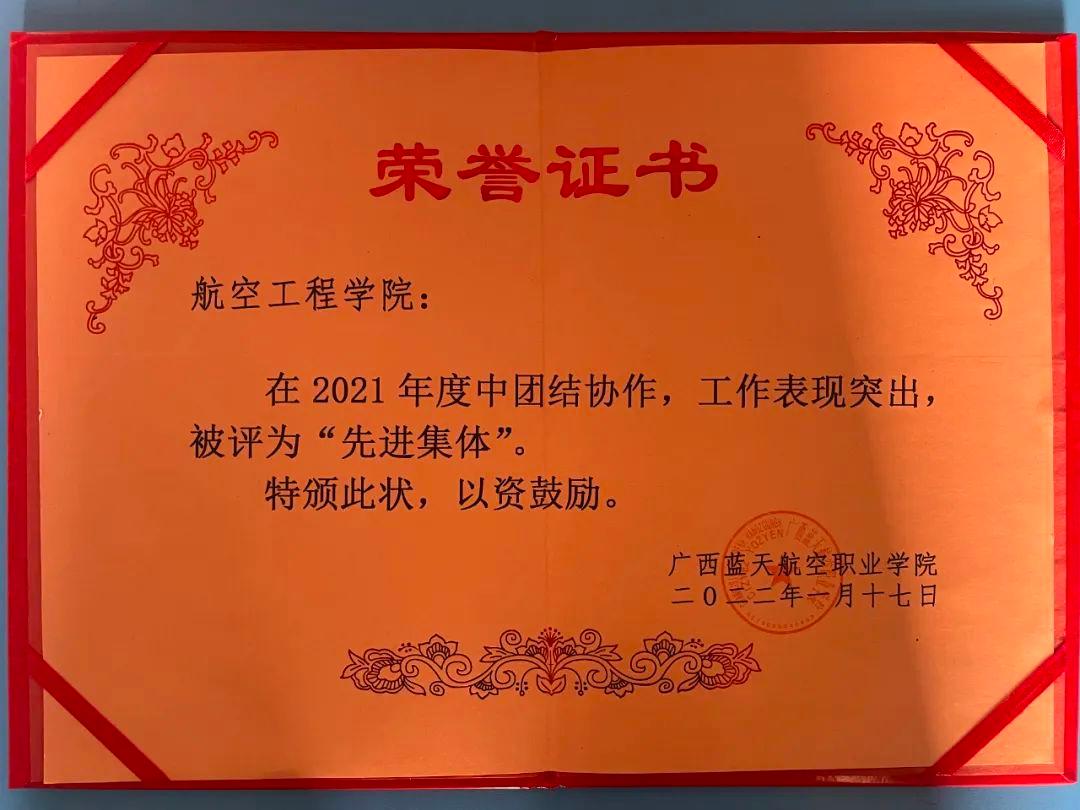 荣誉证书
航空工程学院：
在2021年度中团结协作，工作表现突出，
被评为“先进集体”。
特颁此状，以资鼓励。
广西蓝天航空职业学院
二〇二二年一月十七日